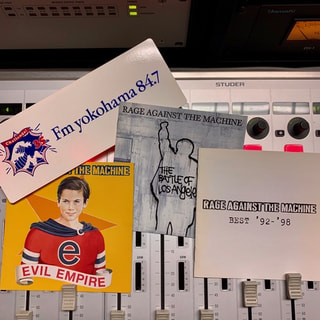 STUDER
Fm yokohama 84.7
RAGE AGAINST THE MACHINE
THE
BATTLE OF
LOS ANGELES
RAGE AGAINST THE MACHINE
BEST '92-'98
AGAINST THE MACHINE
e
EVIL EMPIRE